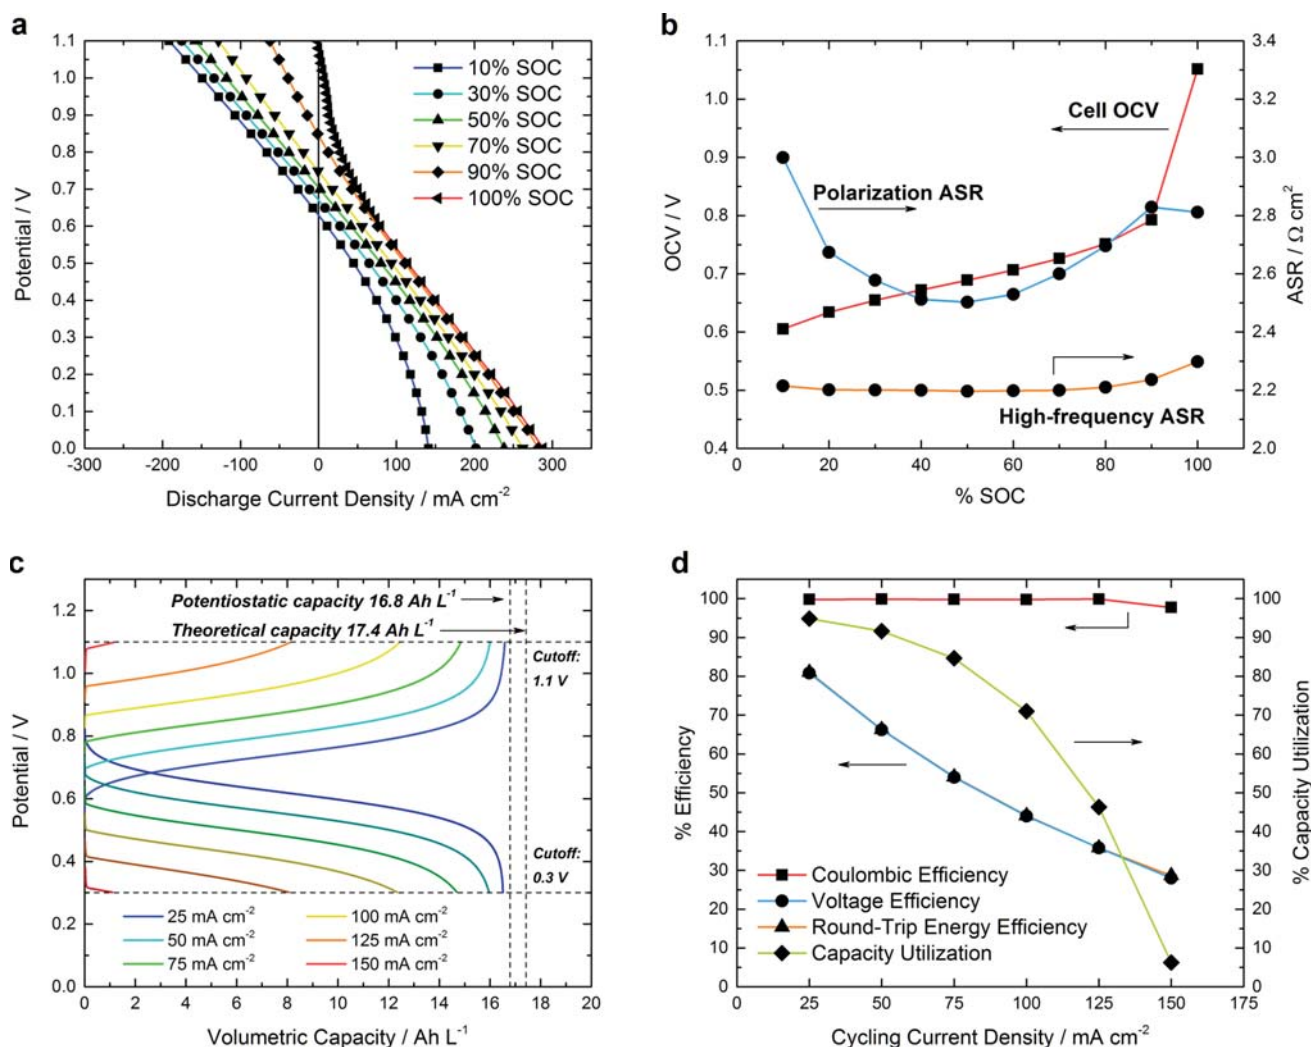 a
1.1
1.0
0.9
0.8
0.7
0.6
0.5
0.4
0.3
0.2
0.1
0.0
Potential / V
-300
-200
-100
0
100
200
300
Discharge Current Density / mA cm⁻²
10% SOC
30% SOC
50% SOC
70% SOC
90% SOC
100% SOC
b
1.1
1.0
0.9
0.8
0.7
0.6
0.5
0.4
OCV / V
3.4
3.2
3.0
2.8
2.6
2.4
2.2
2.0
ASR / Ω cm²
Cell OCV
Polarization ASR
High-frequency ASR
0
20
40
60
80
100
% SOC
c
1.2
1.0
0.8
0.6
0.4
0.2
0.0
Potential / V
Potentiostatic capacity 16.8 Ah L⁻¹
Theoretical capacity 17.4 Ah L⁻¹
Cutoff:
1.1 V
Cutoff:
0.3 V
25 mA cm⁻²
50 mA cm⁻²
75 mA cm⁻²
100 mA cm⁻²
125 mA cm⁻²
150 mA cm⁻²
0
2
4
6
8
10
12
14
16
18
20
Volumetric Capacity / Ah L⁻¹
d
100
90
80
70
60
50
40
30
20
10
0
% Efficiency
100
90
80
70
60
50
40
30
20
10
0
% Capacity Utilization
Coulombic Efficiency
Voltage Efficiency
Round-Trip Energy Efficiency
Capacity Utilization
0
25
50
75
100
125
150
175
Cycling Current Density / mA cm⁻²